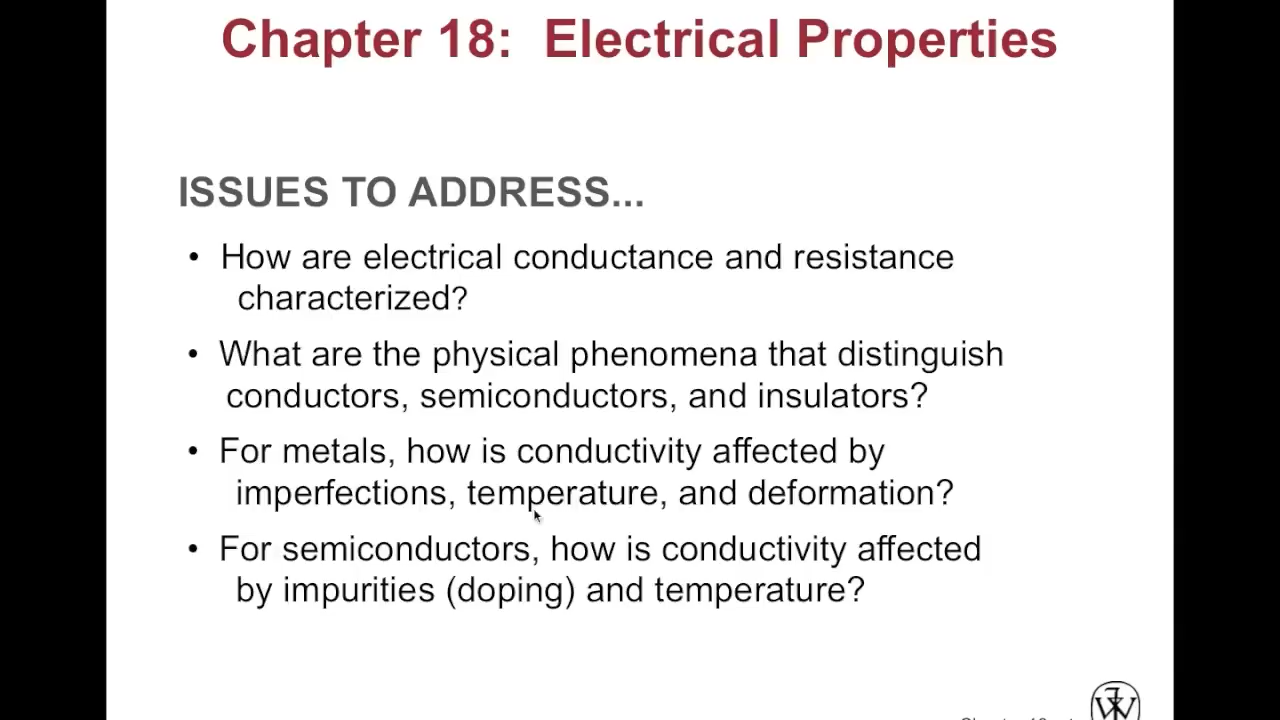 Chapter 18: Electrical Properties
ISSUES TO ADDRESS...
• How are electrical conductance and resistance
characterized?
• What are the physical phenomena that distinguish
conductors, semiconductors, and insulators?
• For metals, how is conductivity affected by
imperfections, temperature, and deformation?
• For semiconductors, how is conductivity affected
by impurities (doping) and temperature?